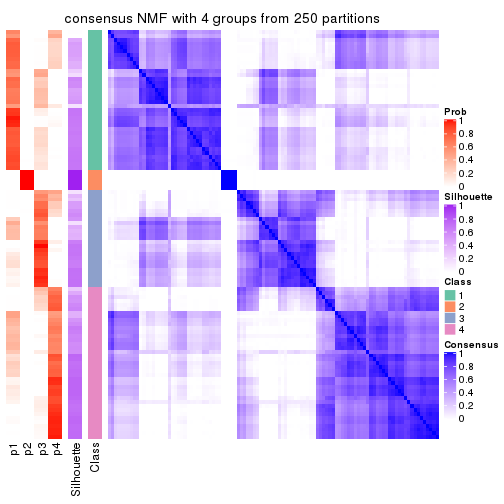 consensus NMF with 4 groups from 250 partitions
Prob
1
0.8
0.6
0.4
0.2
0
Silhouette
1
0.8
0.6
0.4
0.2
0
Class
1
2
3
4
Consensus
1
0.8
0.6
0.4
0.2
0
p1
p2
p3
p4
Silhouette
Class